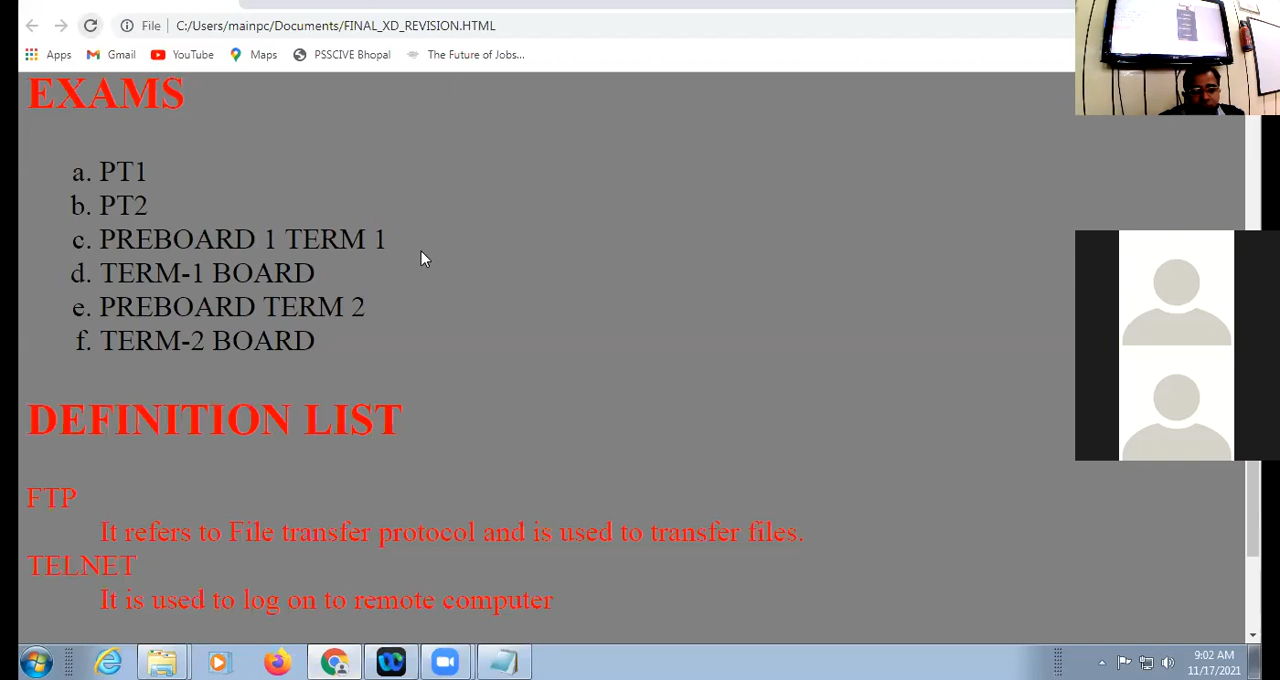 File | C:/Users/mainpc/Documents/FINAL_XD_REVISION.HTML
Apps Gmail YouTube Maps PSSCIVE Bhopal The Future of Jobs...
EXAMS
a. PT1
b. PT2
c. PREBOARD 1 TERM 1
d. TERM-1 BOARD
e. PREBOARD TERM 2
f. TERM-2 BOARD
DEFINITION LIST
FTP
It refers to File transfer protocol and is used to transfer files.
TELNET
It is used to log on to remote computer
9:02 AM
11/17/2021